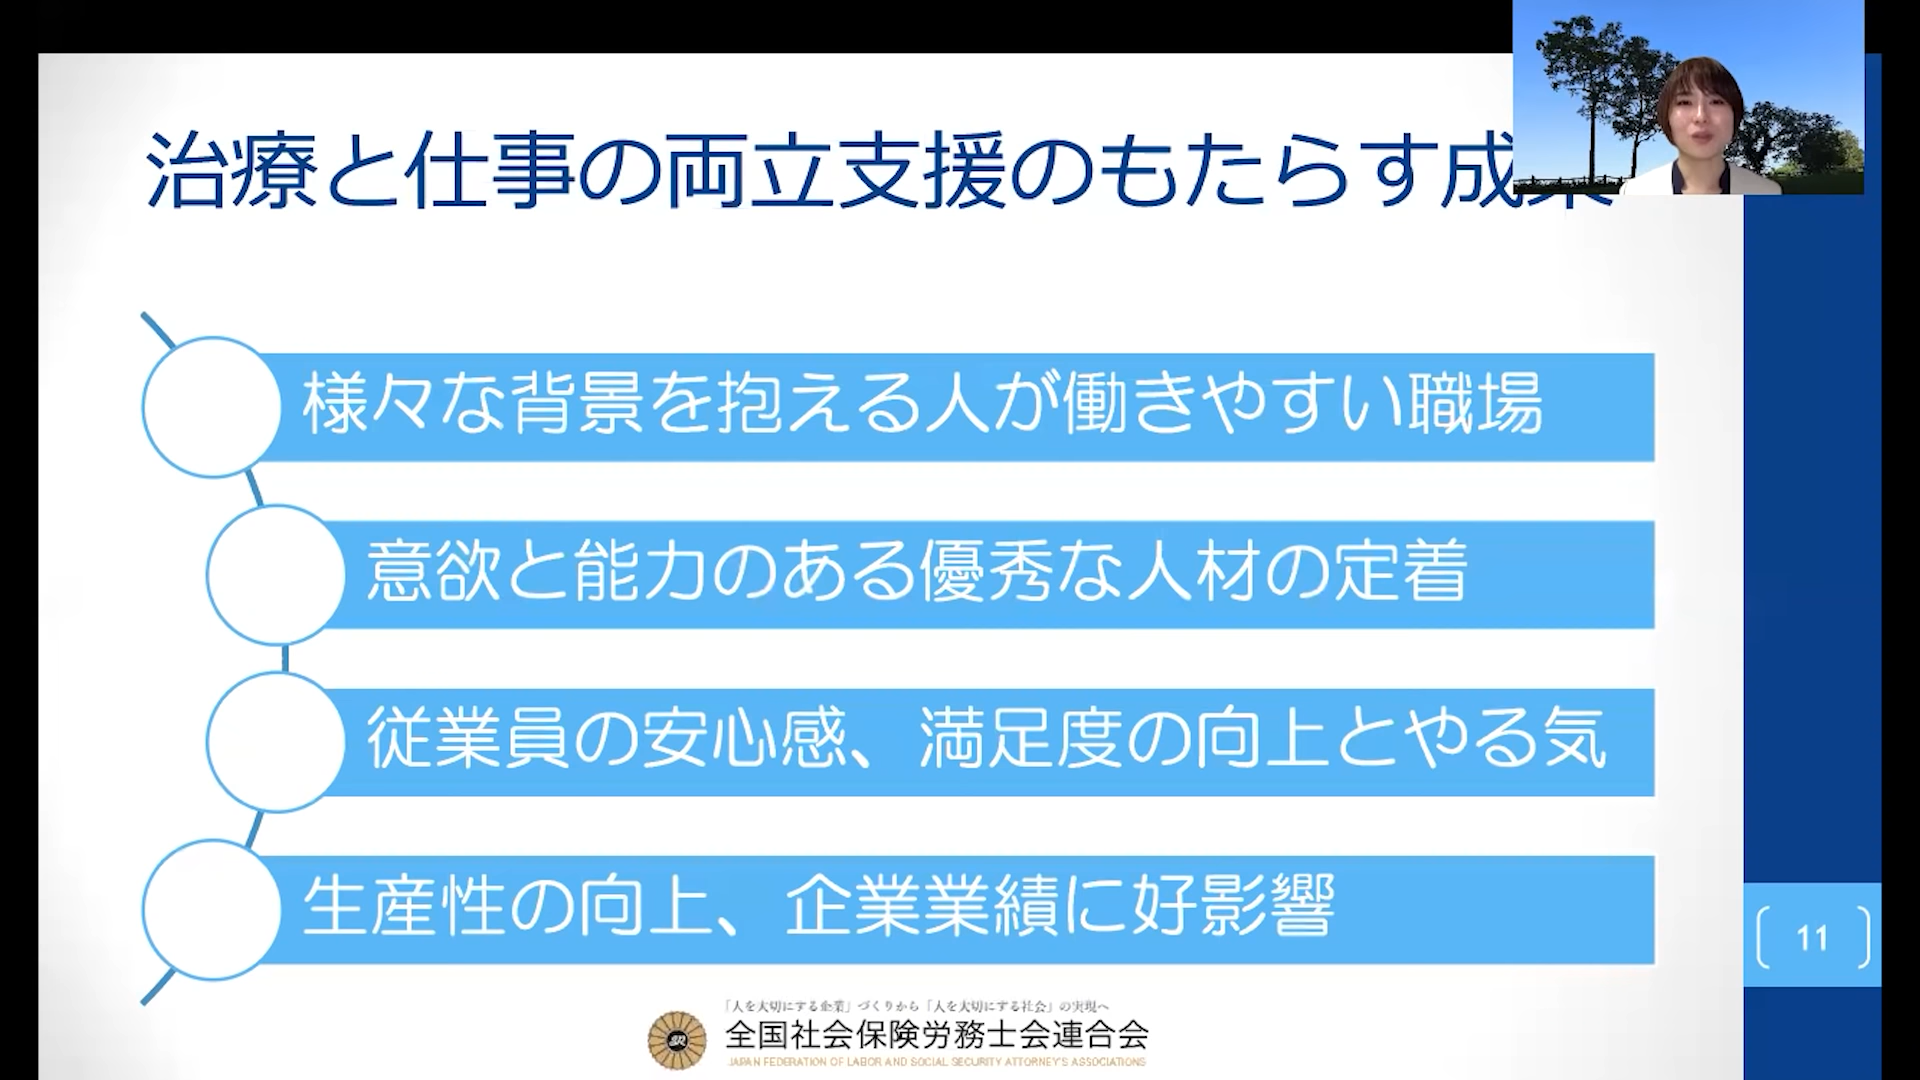 治療と仕事の両立支援のもたらす成
様々な背景を抱える人が働きやすい職場
意欲と能力のある優秀な人材の定着
従業員の安心感、満足度の向上とやる気
生産性の向上、企業業績に好影響
11
「人を大切にする企業」づくりから「人を大切にする社会」の実現へ
全国社会保険労務士会連合会
JAPAN FEDERATION OF LABOR AND SOCIAL SECURITY ATTORNEY'S ASSOCIATIONS